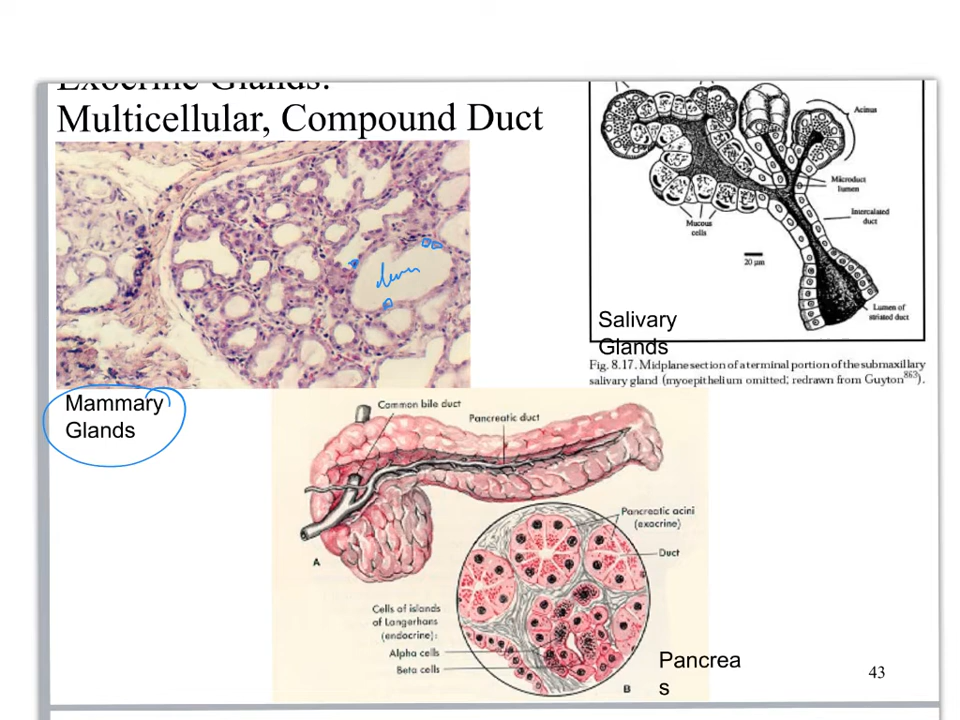 Exocrine Glands:
Multicellular, Compound Duct
Acinus
Microduct
lumen
Intercalated
duct
Mucous
cells
20 µm
Lumen of
striated duct
Salivary
Glands
Fig. 8.17. Midplane section of a terminal portion of the submaxillary
salivary gland (myoepithelium omitted; redrawn from Guyton863).
Mammary
Glands
Common bile duct
Pancreatic duct
A
Pancreatic acini
(exocrine)
Duct
Cells of islands
of Langerhans
(endocrine):
Alpha cells
Beta cells
B
Pancrea
s
43